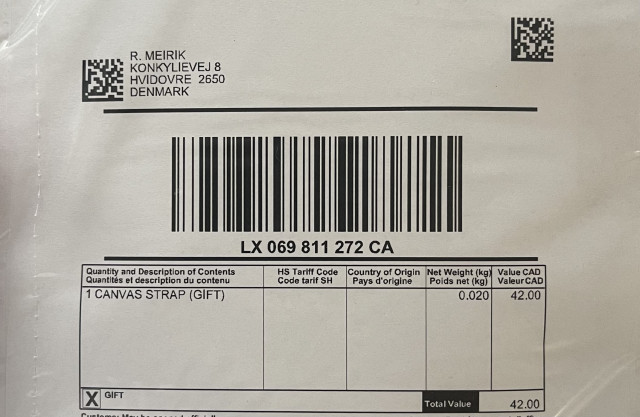 R. MEIRIK
KONKYLIEVEJ 8
HVIDOVRE 2650
DENMARK
LX 069 811 272 CA
Quantity and Description of Contents HS Tariff Code Country of Origin Net Weight (kg) Value CAD
Quantités et description du contenu Code tarif SH Pays d'origine Poids net (kg) Valeur CAD
1 CANVAS STRAP (GIFT) 0.020 42.00
X GIFT Total Value 42.00